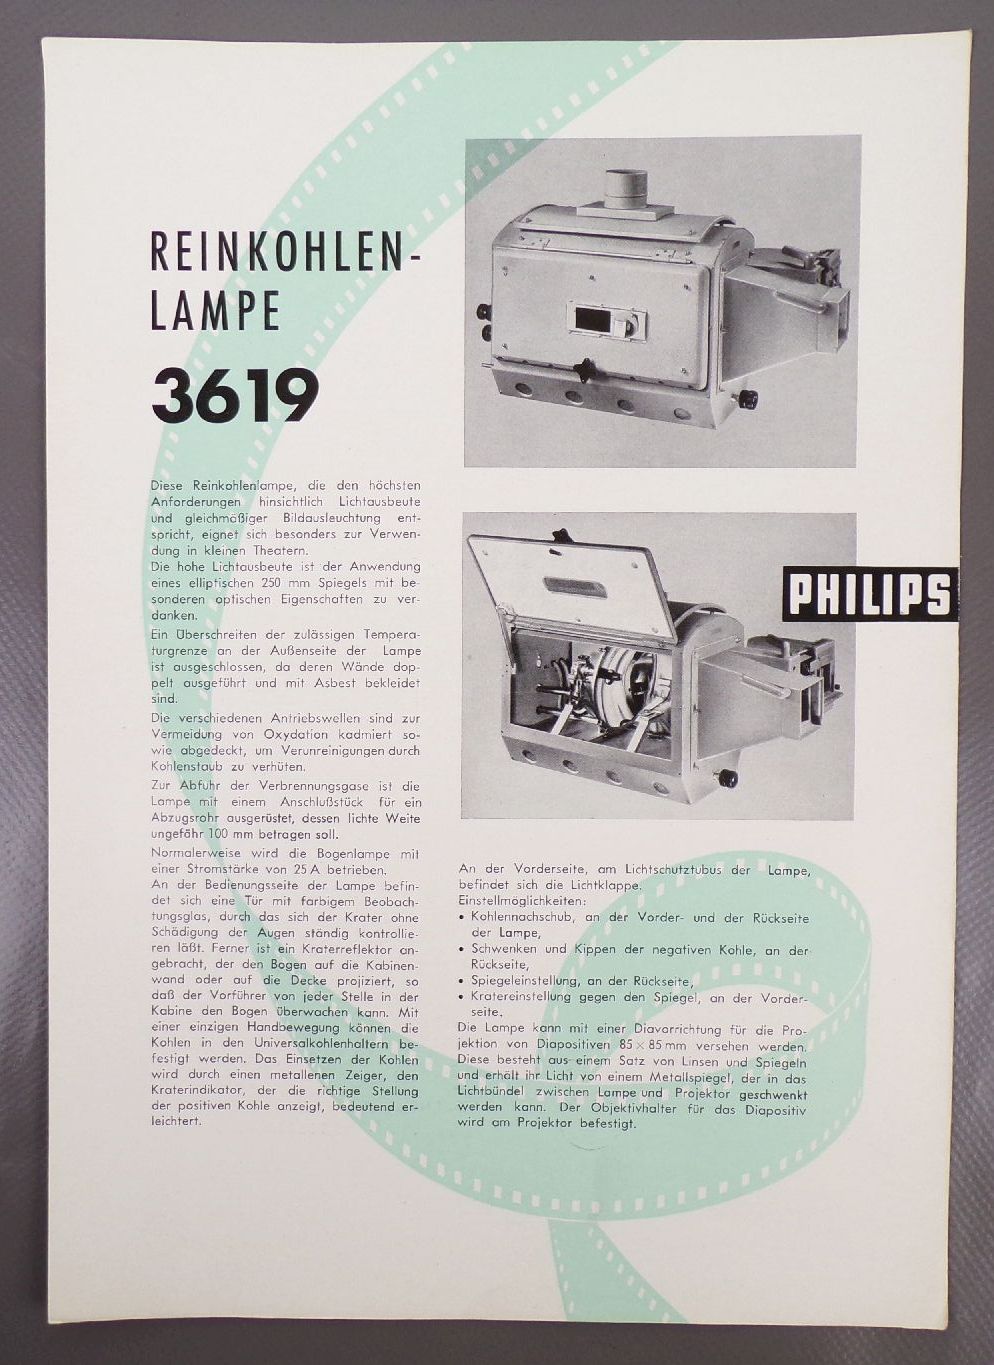 REINKOHLEN-
LAMPE
3619
Diese Reinkohlenlampe, die den höchsten
Anforderungen hinsichtlich Lichtausbeute
und gleichmäßiger Bildausleuchtung ent-
spricht, eignet sich besonders zur Verwen-
dung in kleinen Theatern.
Die hohe Lichtausbeute ist der Anwendung
eines elliptischen 250 mm Spiegels mit be-
sonderen optischen Eigenschaften zu ver-
danken.
Ein Überschreiten der zulässigen Tempera-
turgrenze an der Außenseite der Lampe
ist ausgeschlossen, da deren Wände dop-
pelt ausgeführt und mit Asbest bekleidet
sind.
Die verschiedenen Antriebswellen sind zur
Vermeidung von Oxydation kadmiert so-
wie abgedeckt, um Verunreinigungen durch
Kohlenstaub zu verhüten.
Zur Abfuhr der Verbrennungsgase ist die
Lampe mit einem Anschlußstück für ein
Abzugsrohr ausgerüstet, dessen lichte Weite
ungefähr 100 mm betragen soll.
Normalerweise wird die Bogenlampe mit
einer Stromstärke von 25 A betrieben.
An der Bedienungsseite der Lampe befin-
det sich eine Tür mit farbigem Beobach-
tungsglas, durch das sich der Krater ohne
Schädigung der Augen ständig kontrollie-
ren läßt. Ferner ist ein Kraterreflektor an-
gebracht, der den Bogen auf die Kabinen-
wand oder auf die Decke projiziert, so
daß der Vorführer von jeder Stelle in der
Kabine den Bogen überwachen kann. Mit
einer einzigen Handbewegung können die
Kohlen in den Universalkohlenhaltern be-
festigt werden. Das Einsetzen der Kohlen
wird durch einen metallenen Zeiger, den
Kraterindikator, der die richtige Stellung
der positiven Kohle anzeigt, bedeutend er-
leichtert.
PHILIPS
An der Vorderseite, am Lichtschutztubus der Lampe,
befindet sich die Lichtklappe.
Einstellmöglichkeiten:
• Kohlennachschub, an der Vorder- und der Rückseite
der Lampe,
• Schwenken und Kippen der negativen Kohle, an der
Rückseite,
• Spiegeleinstellung, an der Rückseite,
• Kratereinstellung gegen den Spiegel, an der Vorder-
seite.
Die Lampe kann mit einer Diavorrichtung für die Pro-
jektion von Diapositiven 85 × 85 mm versehen werden.
Diese besteht aus einem Satz von Linsen und Spiegeln
und erhält ihr Licht von einem Metallspiegel, der in das
Lichtbündel zwischen Lampe und Projektor geschwenkt
werden kann. Der Objektivhalter für das Diapositiv
wird am Projektor befestigt.